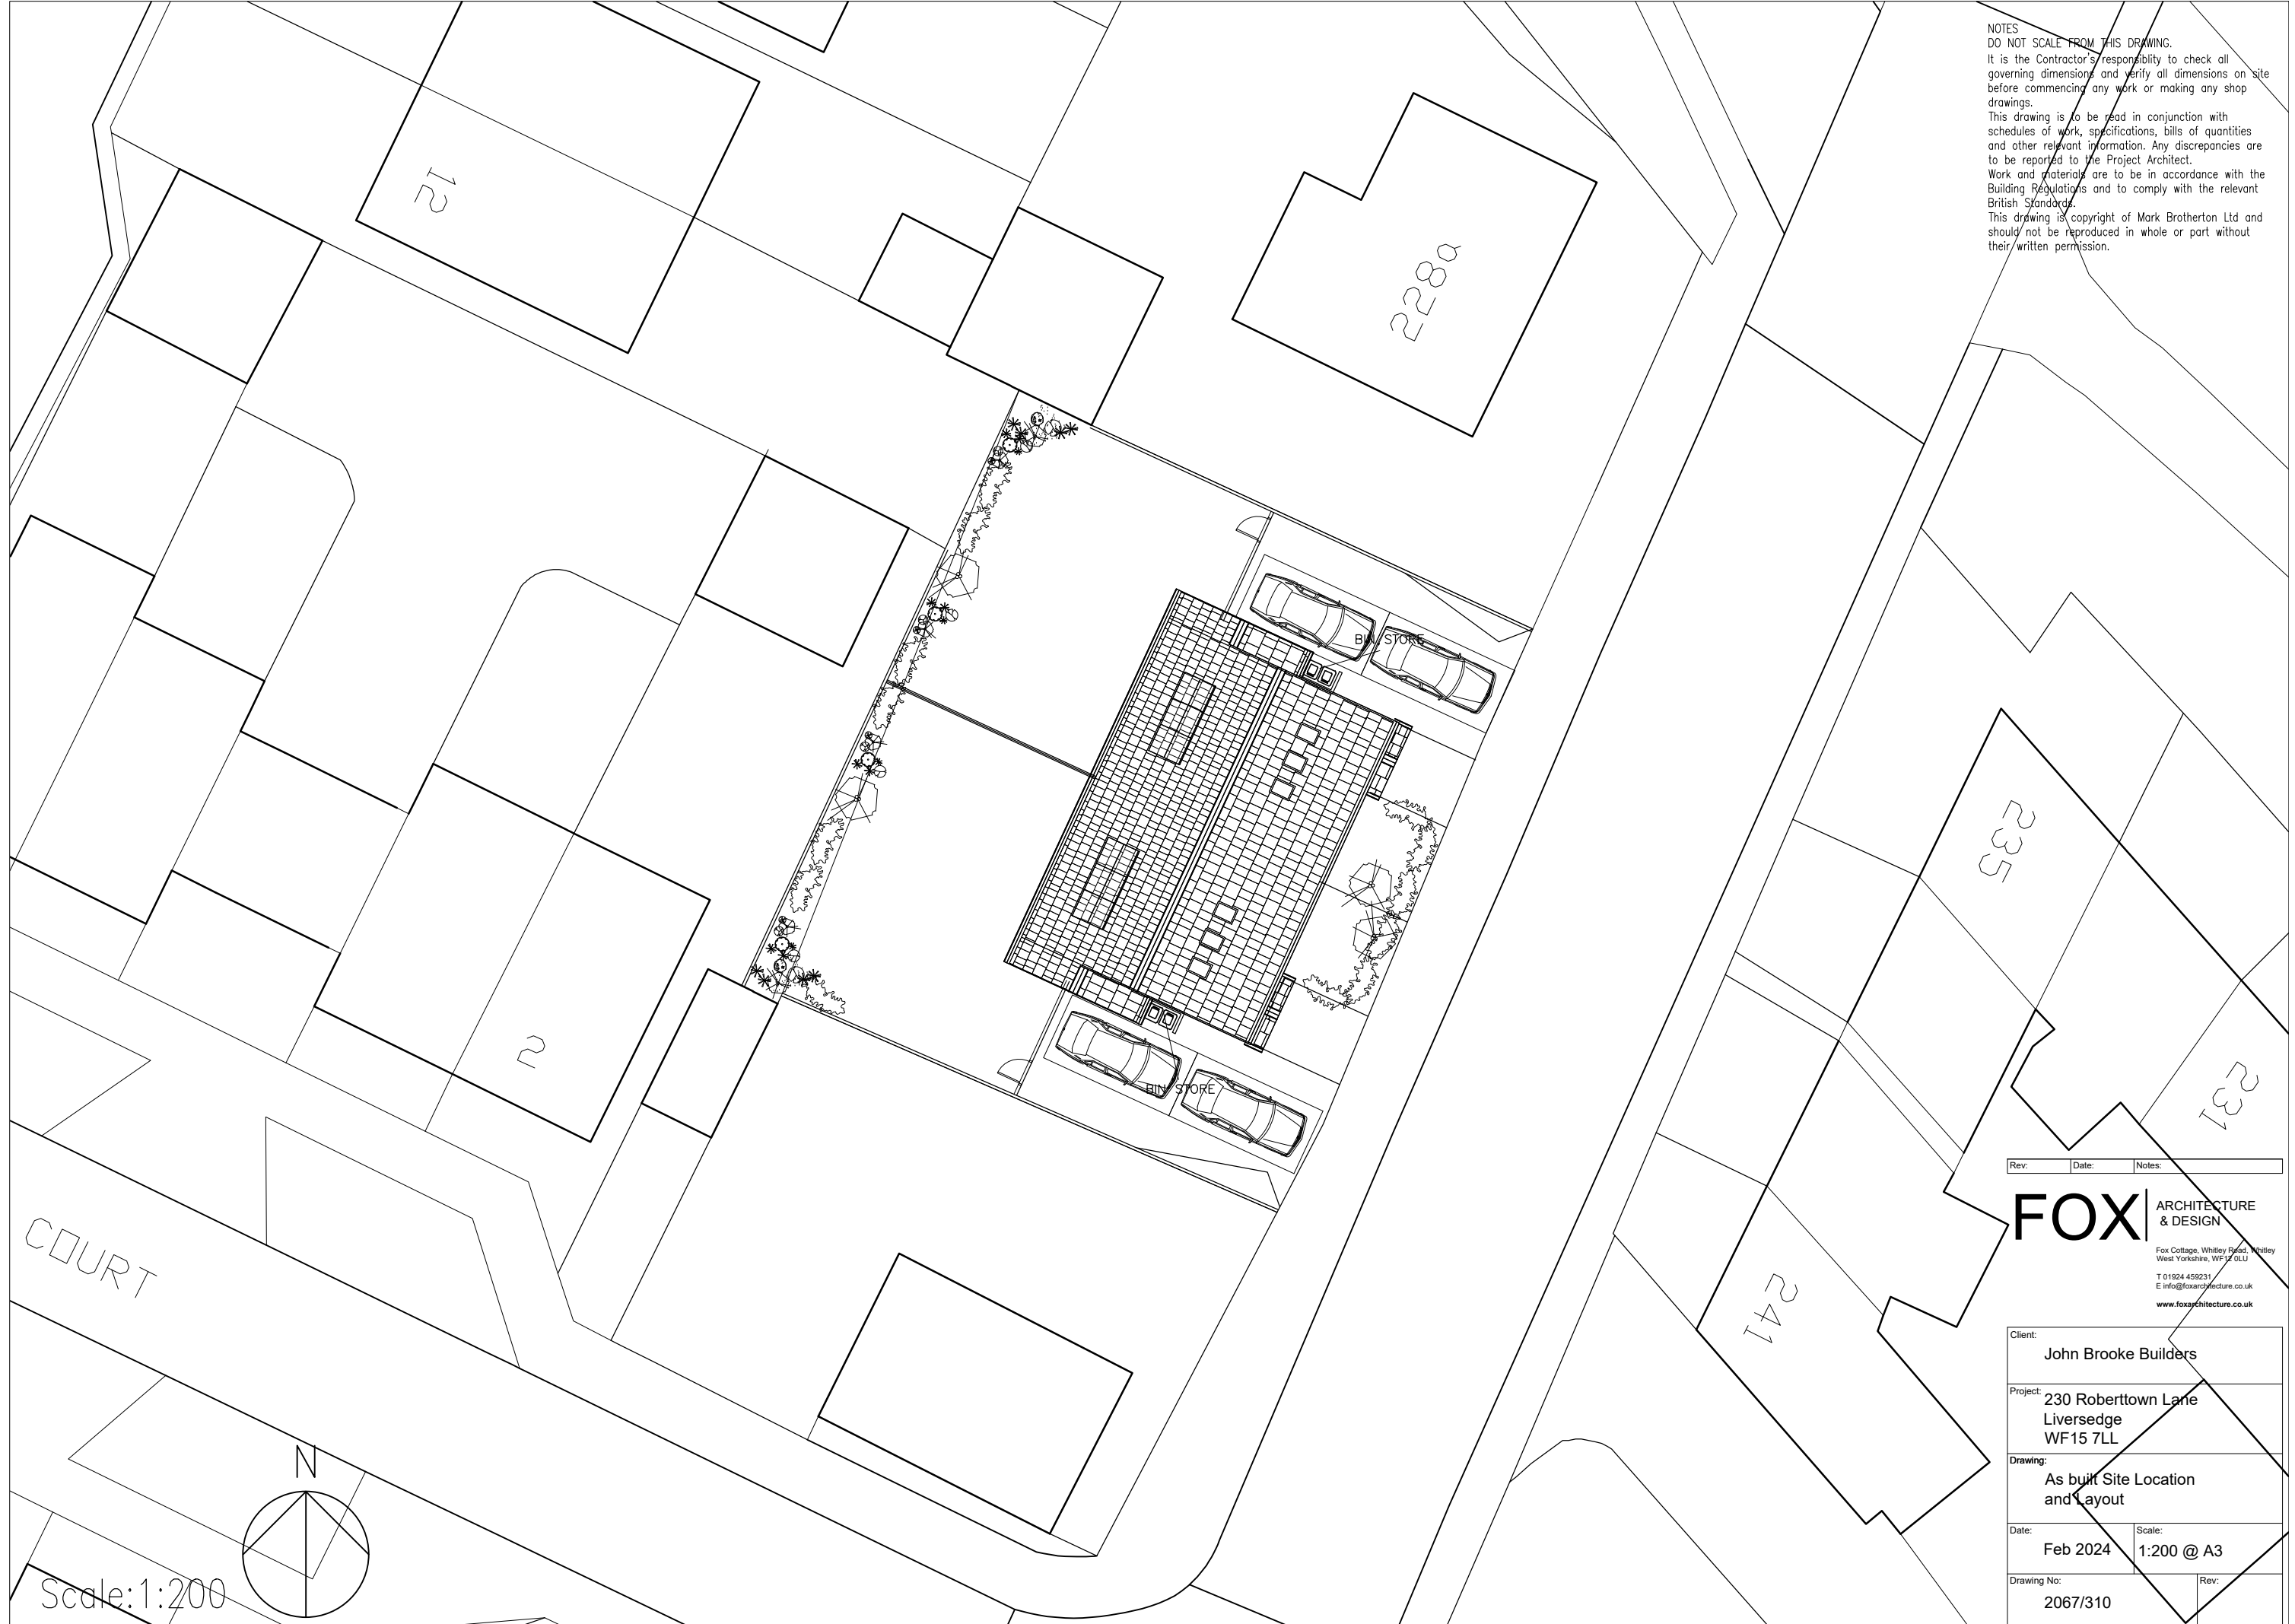 NOTES
DO NOT SCALE FROM THIS DRAWING.
It is the Contractor's responsiblity to check all
governing dimensions and verify all dimensions on site
before commencing any work or making any shop
drawings.
This drawing is to be read in conjunction with
schedules of work, specifications, bills of quantities
and other relevant information. Any discrepancies are
to be reported to the Project Architect.
Work and materials are to be in accordance with the
Building Regulations and to comply with the relevant
British Standards.
This drawing is copyright of Mark Brotherton Ltd and
should not be reproduced in whole or part without
their written permission.
12
228a
BIN STORE
235
2
231
BIN STORE
COURT
241
N
Scale:1:200
Rev: Date: Notes:
FOX ARCHITECTURE
& DESIGN
Fox Cottage, Whitley Road, Whitley
West Yorkshire, WF12 0LU
T 01924 459231
E info@foxarchitecture.co.uk
www.foxarchitecture.co.uk
Client:
John Brooke Builders
Project:
230 Roberttown Lane
Liversedge
WF15 7LL
Drawing:
As built Site Location
and Layout
Date: Scale:
Feb 2024 1:200 @ A3
Drawing No: Rev:
2067/310